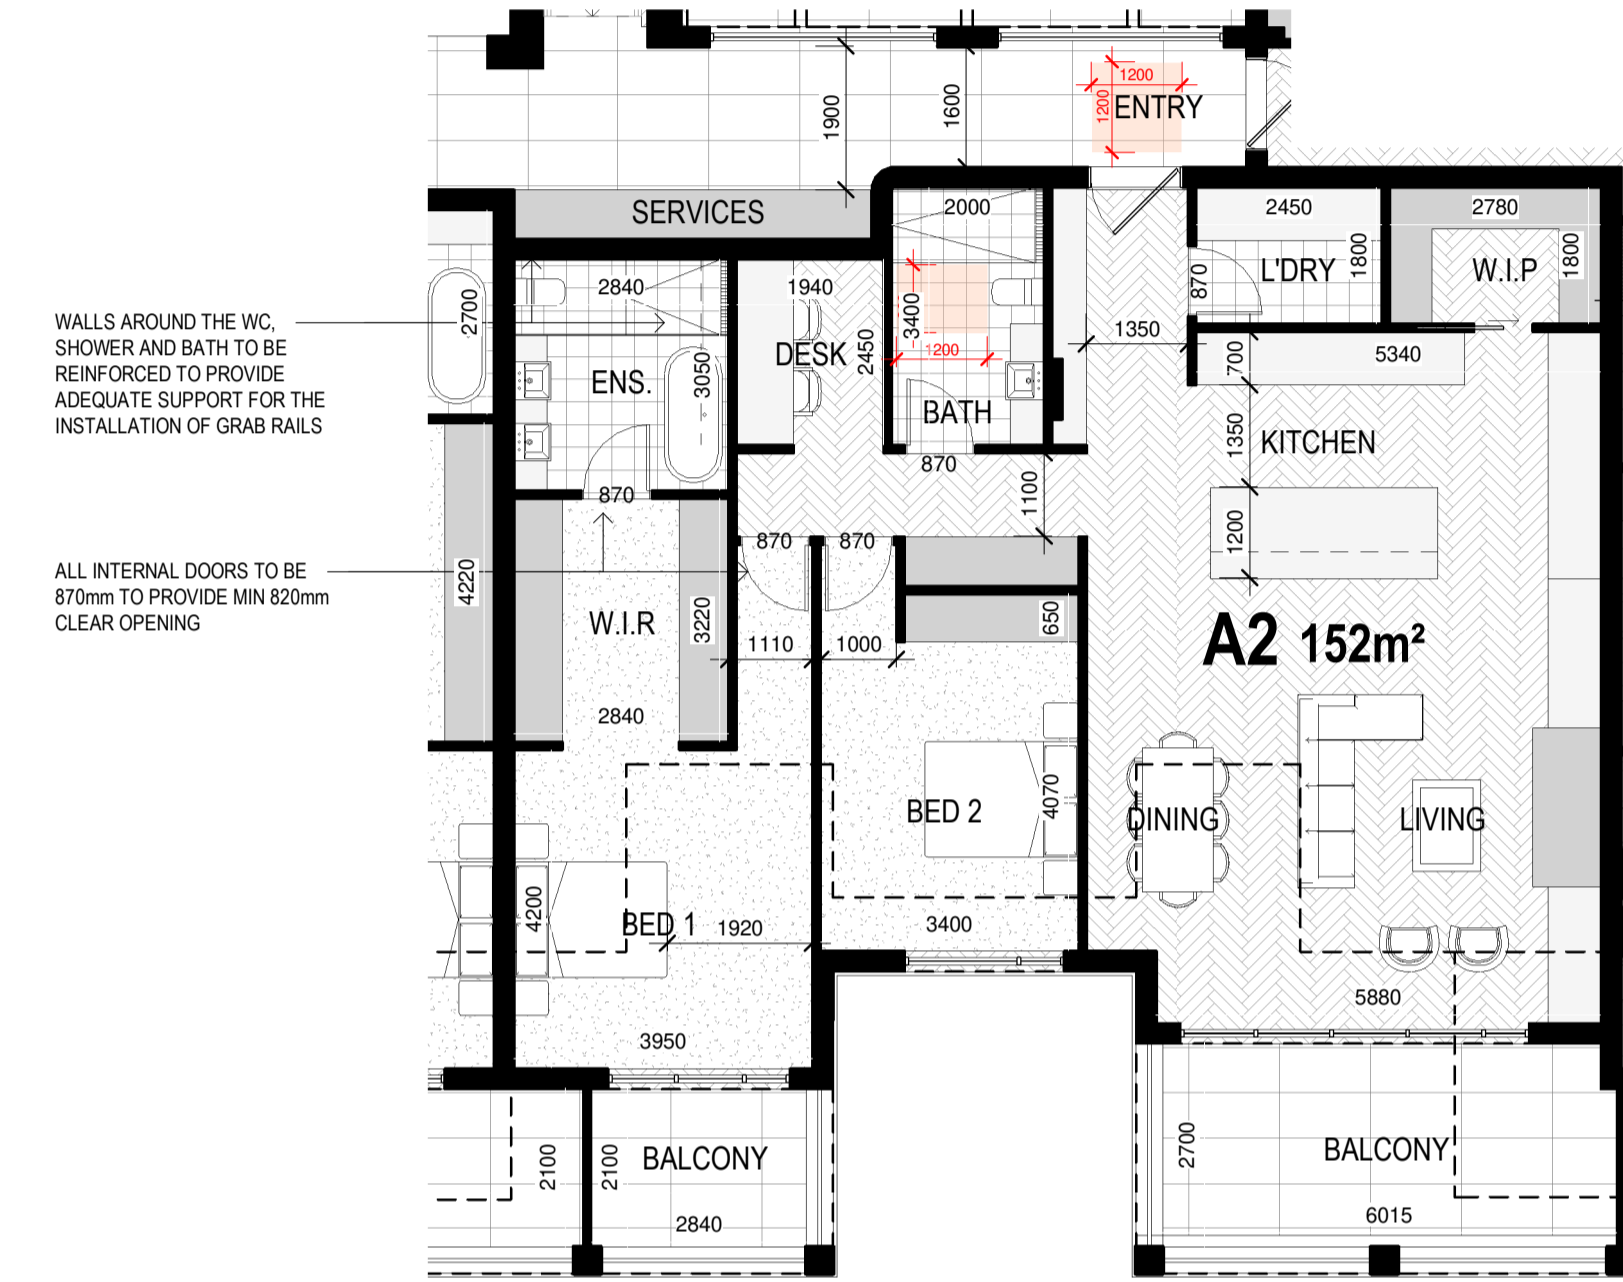 1900
1600
1200
1200
ENTRY
SERVICES
2000
2450
2780
1800
1800
L'DRY
W.I.P
870
2700
2840
1940
3400
1200
1350
5340
700
DESK
2450
3050
ENS.
BATH
870
1350
KITCHEN
1100
1200
870
870
870
WALLS AROUND THE WC,
SHOWER AND BATH TO BE
REINFORCED TO PROVIDE
ADEQUATE SUPPORT FOR THE
INSTALLATION OF GRAB RAILS
ALL INTERNAL DOORS TO BE
870mm TO PROVIDE MIN 820mm
CLEAR OPENING
4220
W.I.R
3220
1110
1000
650
A2 152m²
2840
BED 2
4070
DINING
LIVING
4200
BED 1
1920
3400
3950
5880
2100
2100
BALCONY
2840
2700
BALCONY
6015